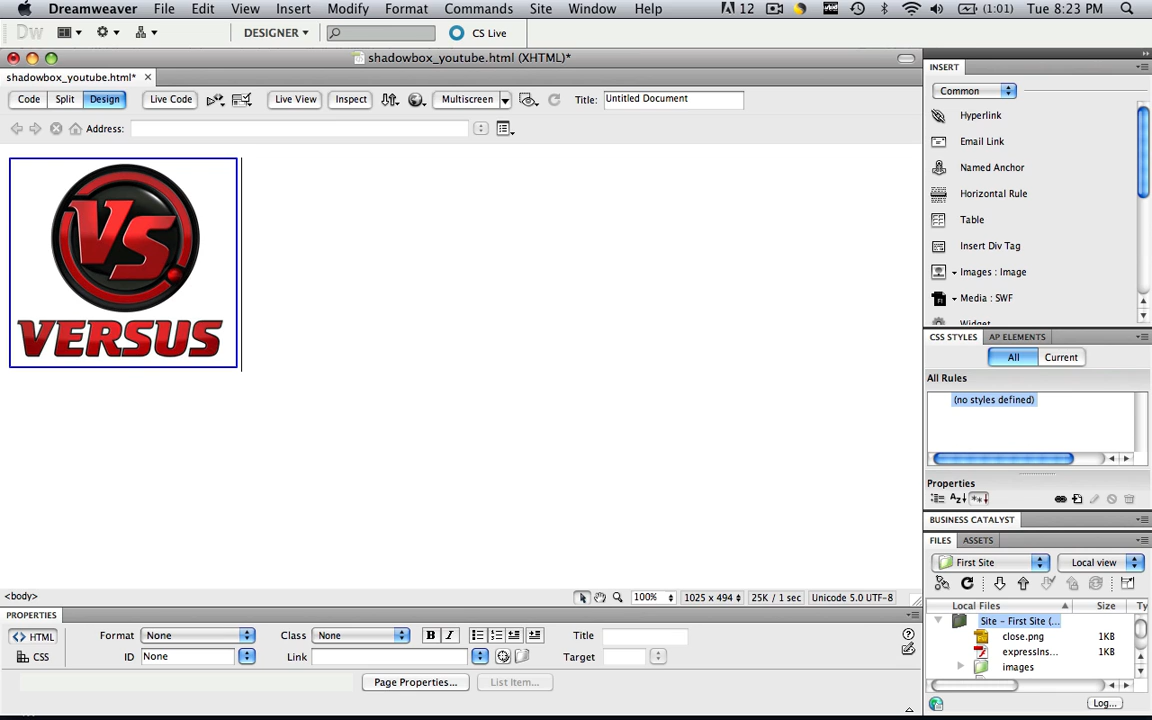 Dreamweaver File Edit View Insert Modify Format Commands Site Window Help 12 (1:01) Tue 8:23 PM
Dw DESIGNER CS Live
shadowbox_youtube.html (XHTML)*
shadowbox_youtube.html*
Code Split Design Live Code Live View Inspect Multiscreen Title: Untitled Document
Address:
VS.
VERSUS
<body> 100% 1025 x 494 25K / 1 sec Unicode 5.0 UTF-8
PROPERTIES
HTML Format None Class None B I Title
CSS ID None Link Target
Page Properties... List Item...
INSERT
Common
Hyperlink
Email Link
Named Anchor
Horizontal Rule
Table
Insert Div Tag
Images : Image
Media : SWF
Widget
CSS STYLES AP ELEMENTS
All Current
All Rules
(no styles defined)
Properties
BUSINESS CATALYST
FILES ASSETS
First Site Local view
Local Files Size Ty
Site - First Site (...
close.png 1KB
expressIns... 1KB
images
Log...